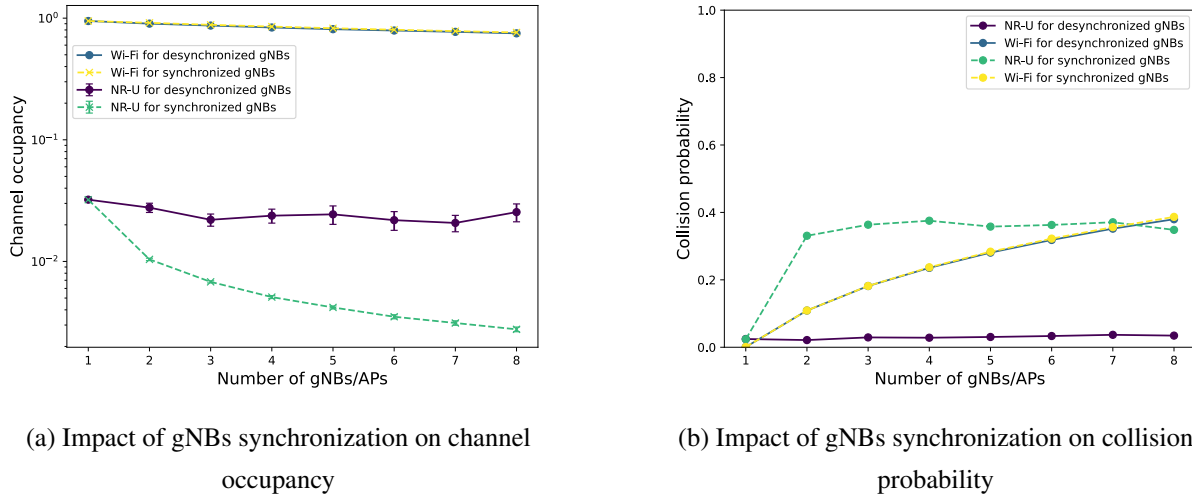 10⁰
10⁻¹
10⁻²
Channel occupancy
Wi-Fi for desynchronized gNBs
Wi-Fi for synchronized gNBs
NR-U for desynchronized gNBs
NR-U for synchronized gNBs
1 2 3 4 5 6 7 8
Number of gNBs/APs
(a) Impact of gNBs synchronization on channel
occupancy
1.0
0.8
0.6
0.4
0.2
0.0
Collision probability
NR-U for desynchronized gNBs
Wi-Fi for desynchronized gNBs
NR-U for synchronized gNBs
Wi-Fi for synchronized gNBs
1 2 3 4 5 6 7 8
Number of gNBs/APs
(b) Impact of gNBs synchronization on collision
probability